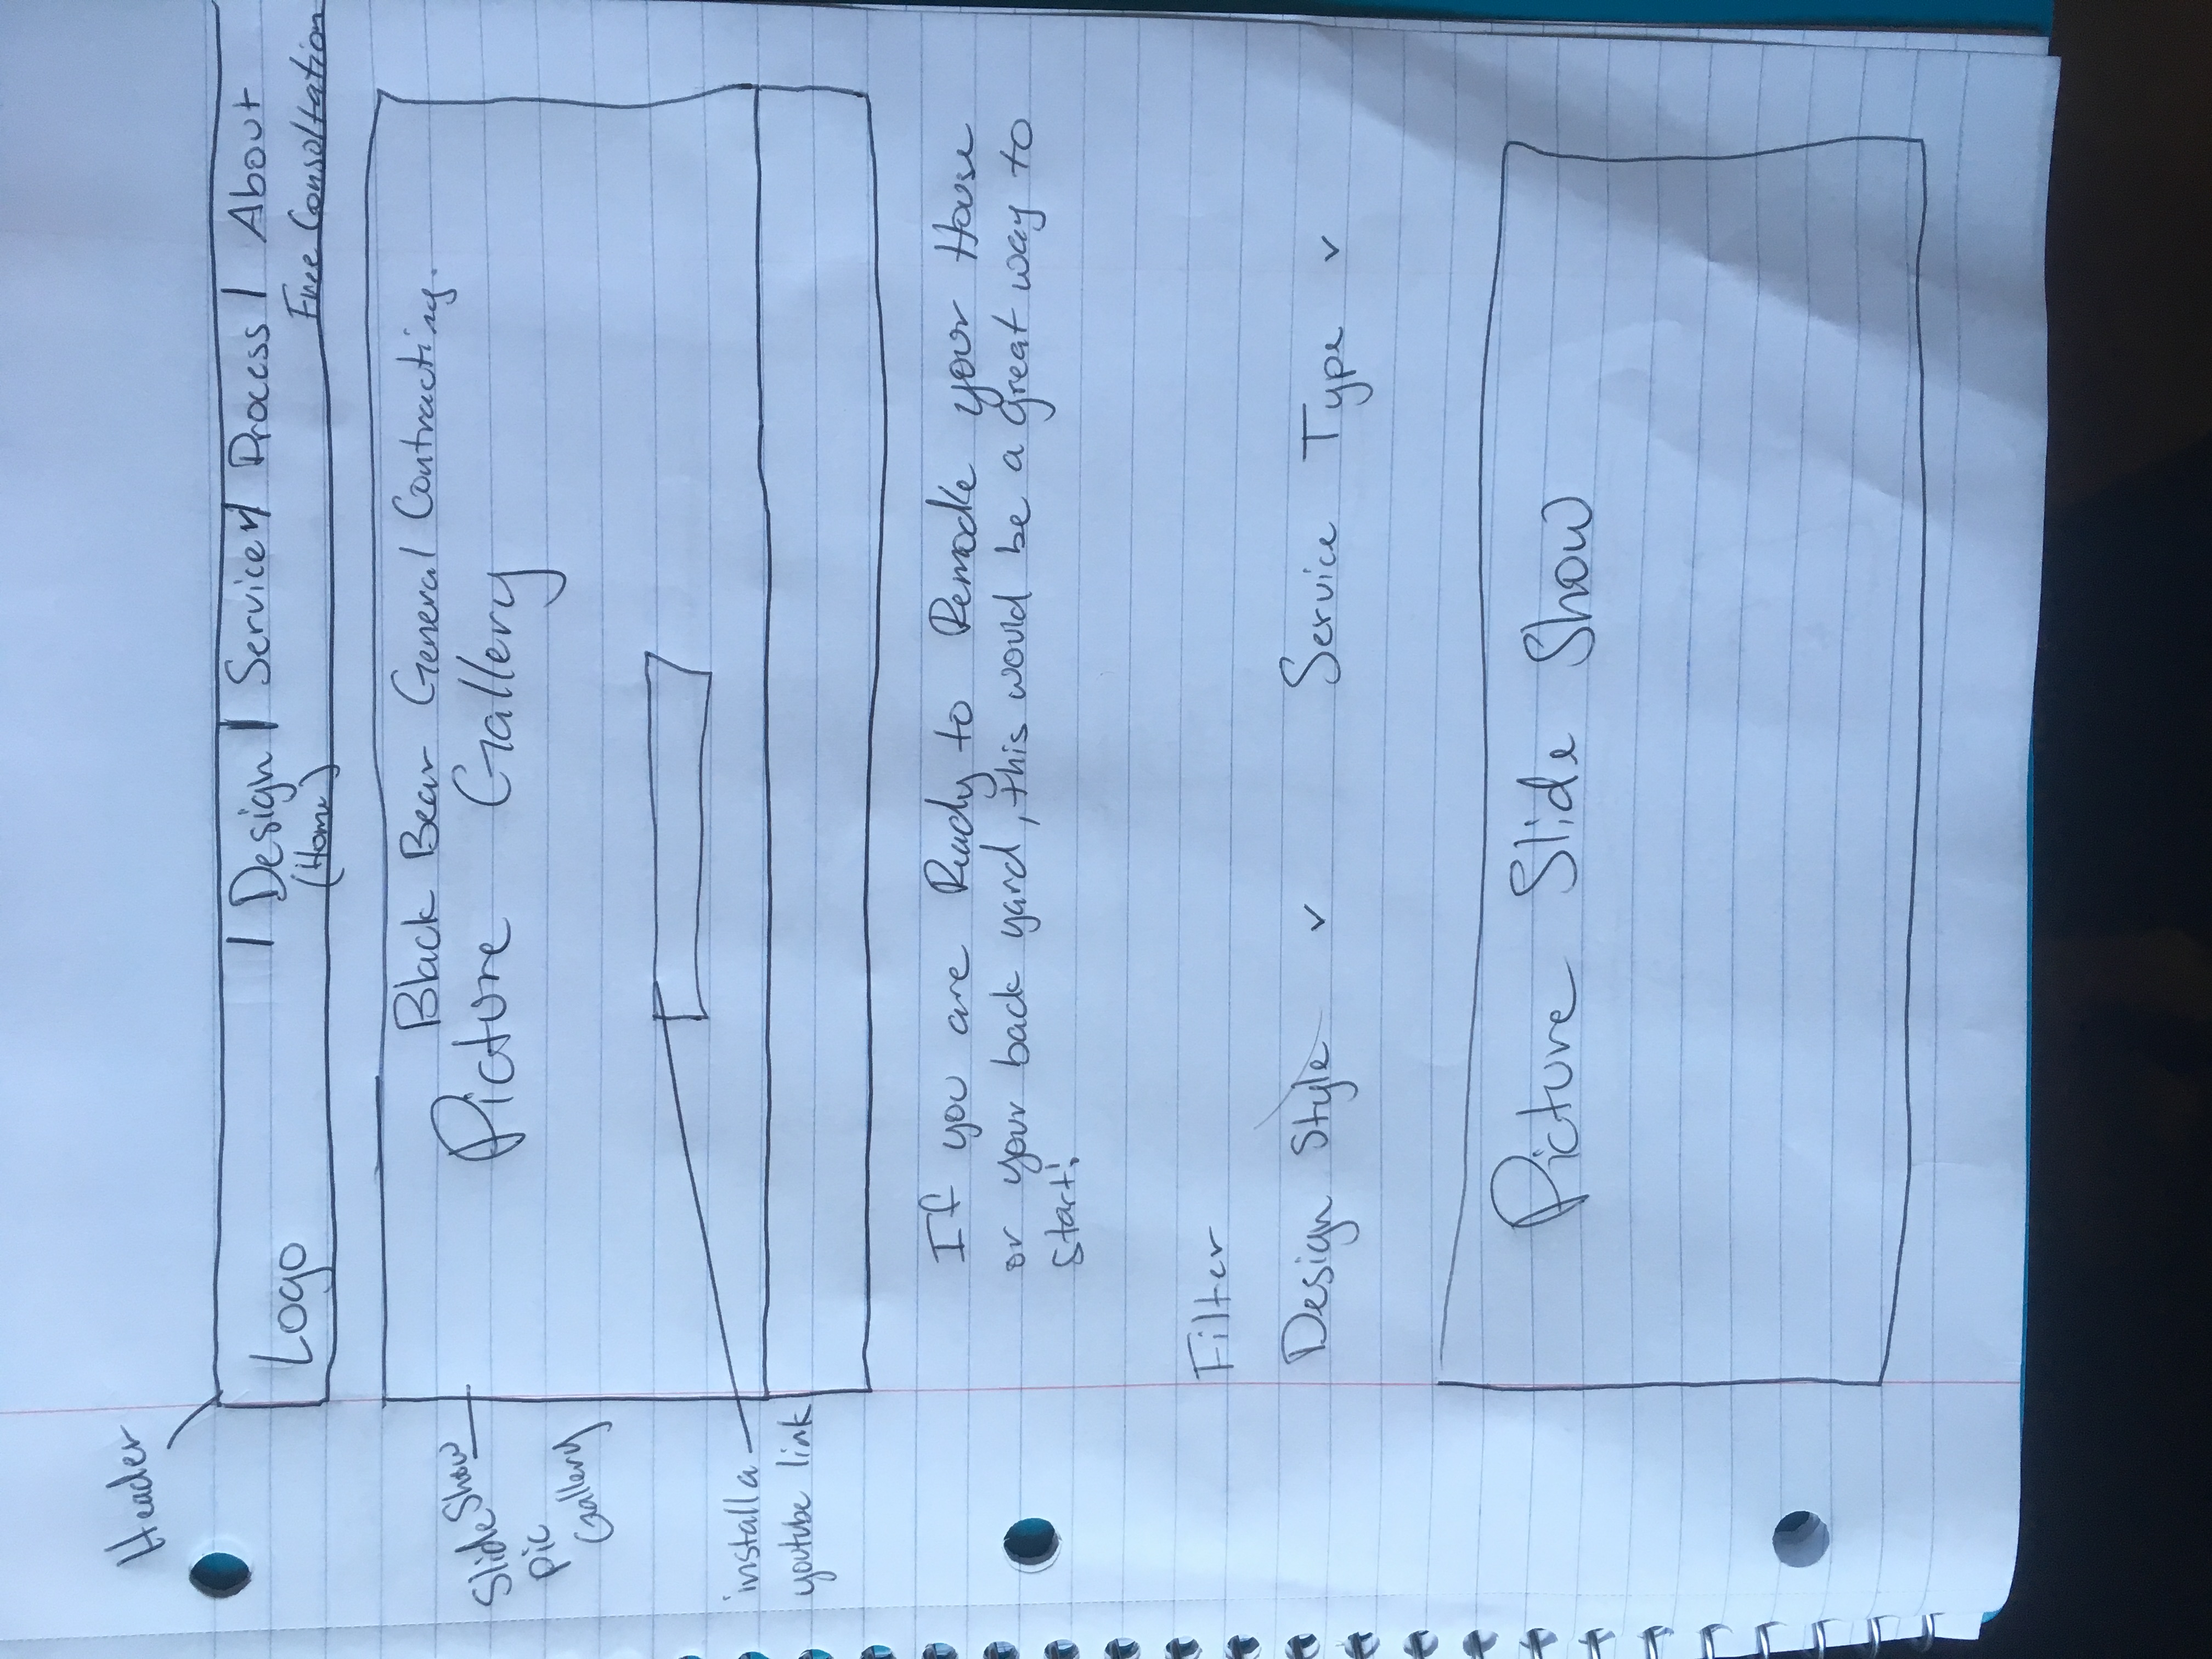 Header
Logo
| Design | Service | Process | About
(Home)
Free Consoltation
Black Bear General Contracting.
Picture Gallery
SlideShow
pic
Gallery
install a
youtube link
If you are Ready to Remodle your House
or your back yard, this would be a great way to
start!
Filter
Design Style v Service Type v
Picture Slide Show